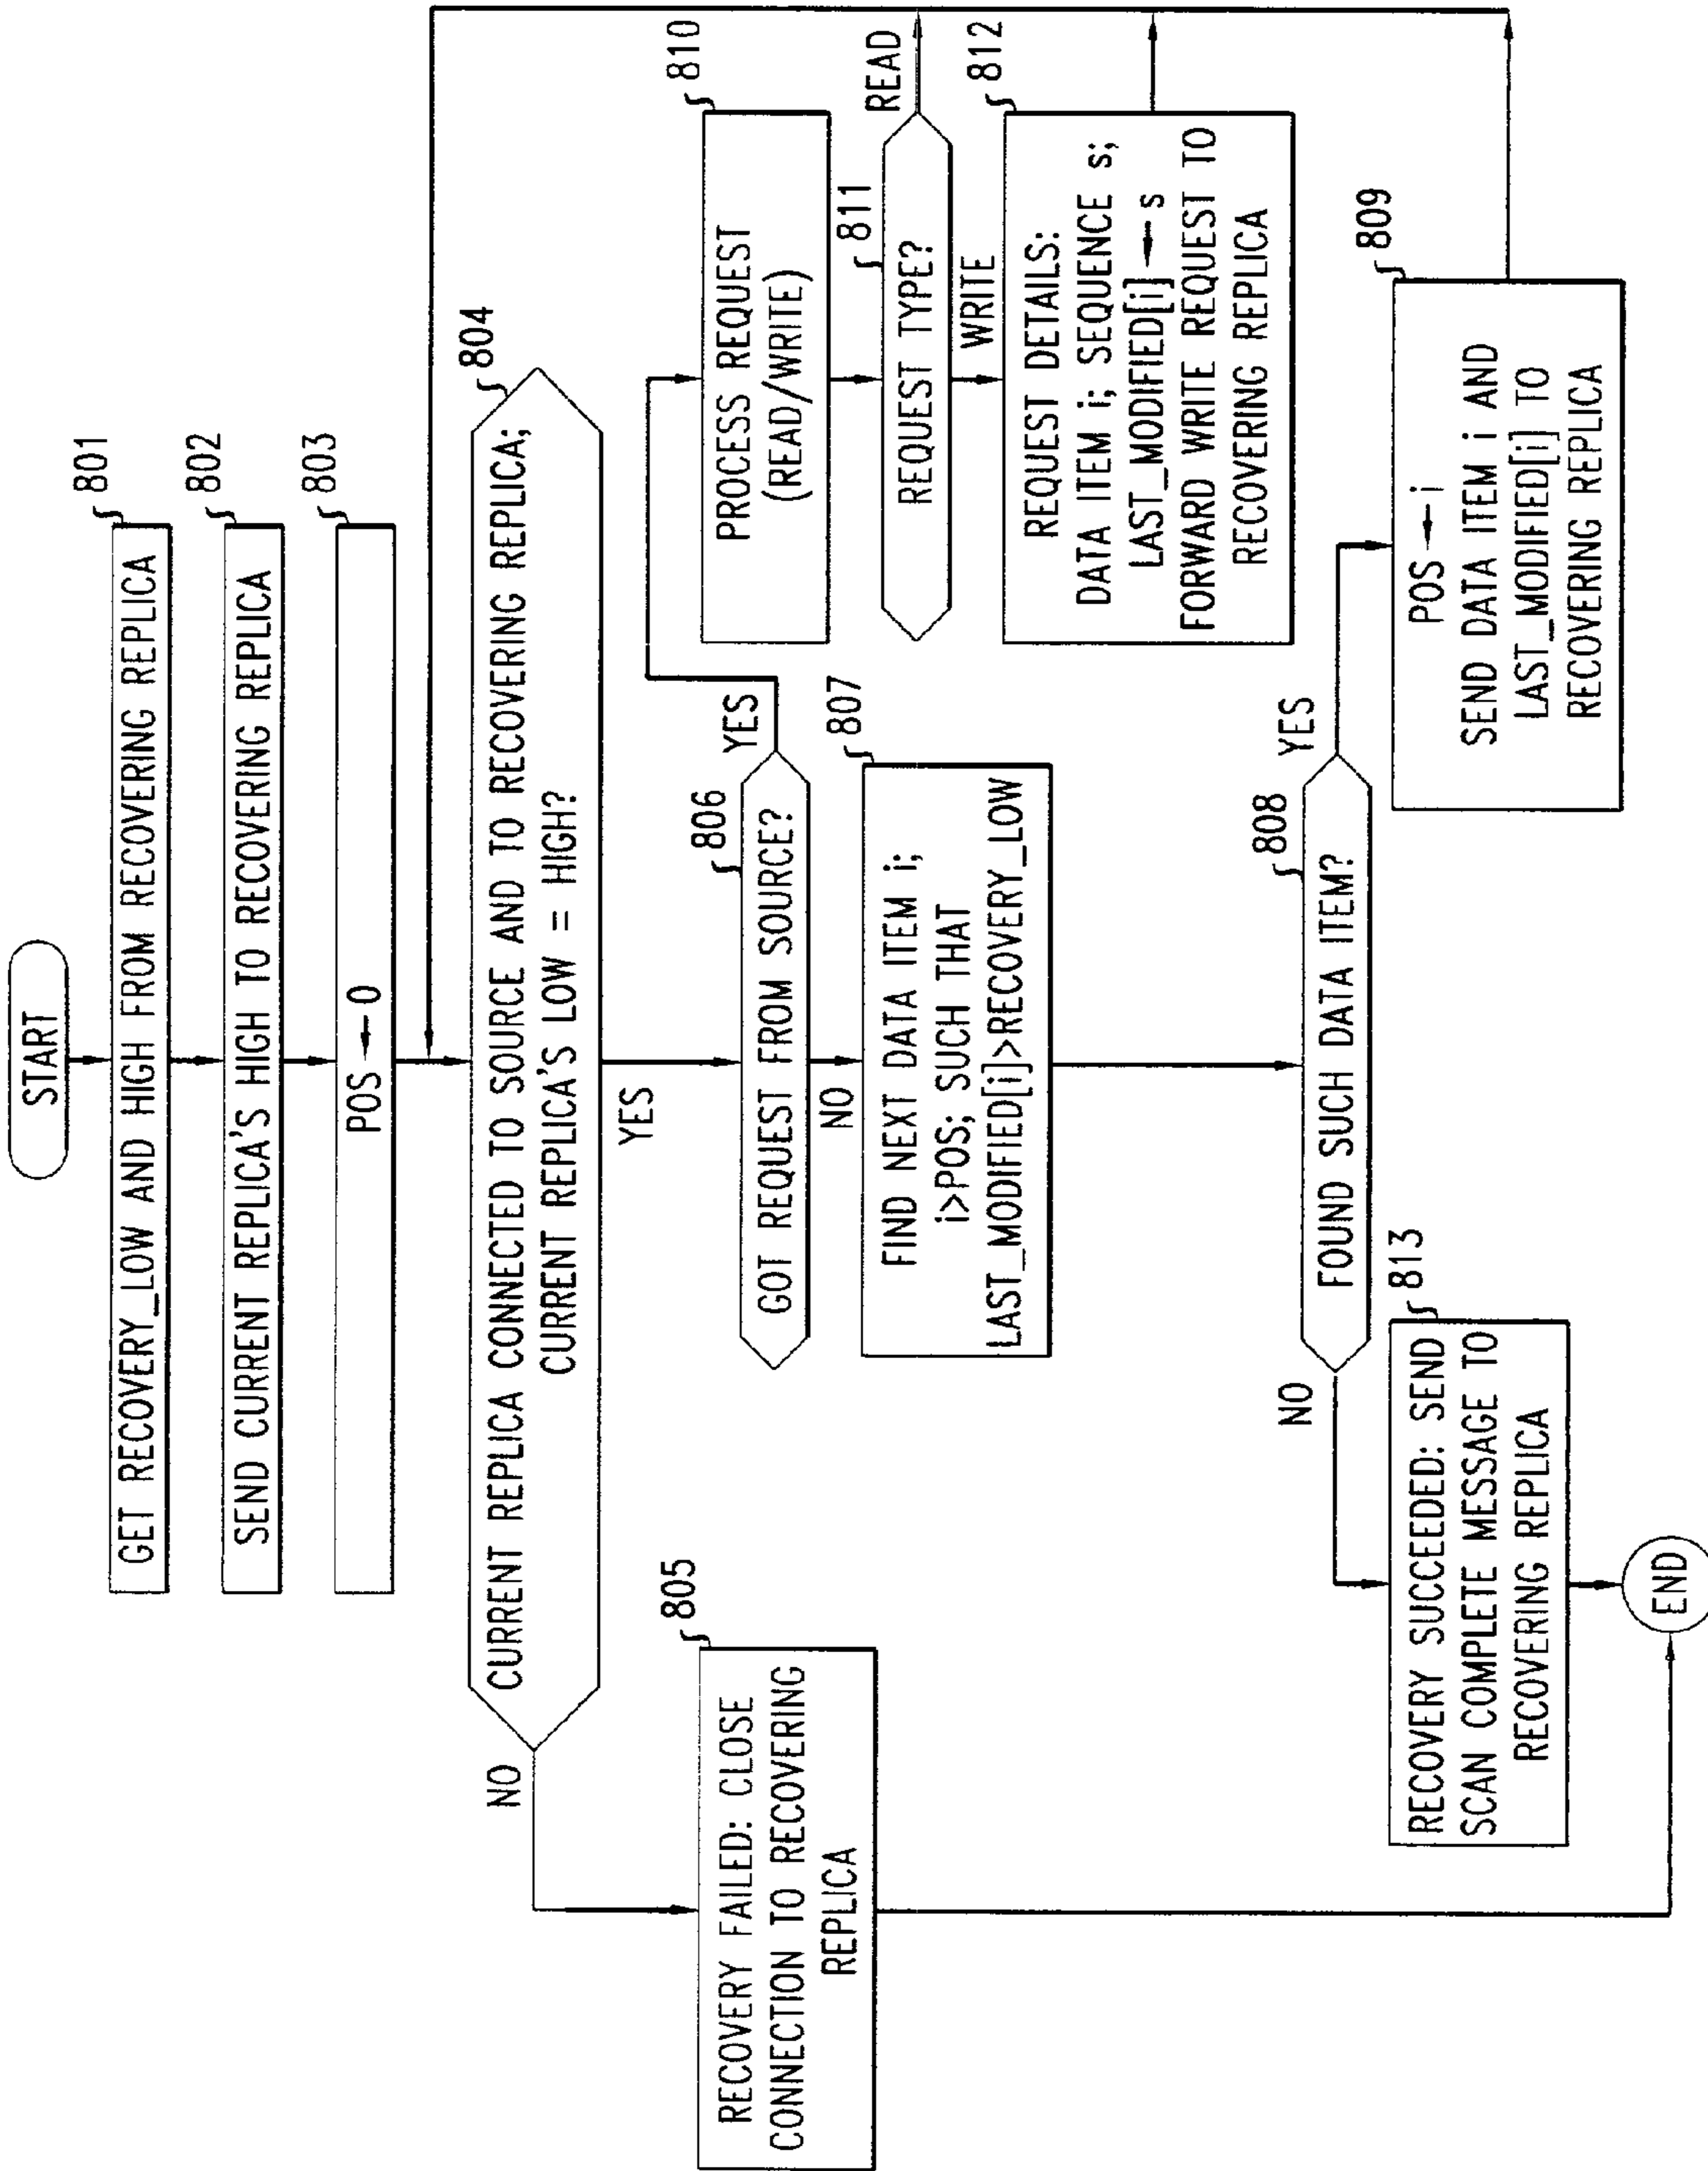 START
801
GET RECOVERY_LOW AND HIGH FROM RECOVERING REPLICA
802
SEND CURRENT REPLICA'S HIGH TO RECOVERING REPLICA
803
POS ← 0
804
CURRENT REPLICA CONNECTED TO SOURCE AND TO RECOVERING REPLICA;
CURRENT REPLICA'S LOW = HIGH?
NO
YES
805
RECOVERY FAILED: CLOSE
CONNECTION TO RECOVERING
REPLICA
806
GOT REQUEST FROM SOURCE?
YES
NO
810
PROCESS REQUEST
(READ/WRITE)
811
REQUEST TYPE?
READ
WRITE
812
REQUEST DETAILS:
DATA ITEM i; SEQUENCE s;
LAST_MODIFIED[i] ← s
FORWARD WRITE REQUEST TO
RECOVERING REPLICA
807
FIND NEXT DATA ITEM i;
i>POS; SUCH THAT
LAST_MODIFIED[i]>RECOVERY_LOW
808
FOUND SUCH DATA ITEM?
YES
NO
809
POS ← i
SEND DATA ITEM i AND
LAST_MODIFIED[i] TO
RECOVERING REPLICA
813
RECOVERY SUCCEEDED: SEND
SCAN COMPLETE MESSAGE TO
RECOVERING REPLICA
END